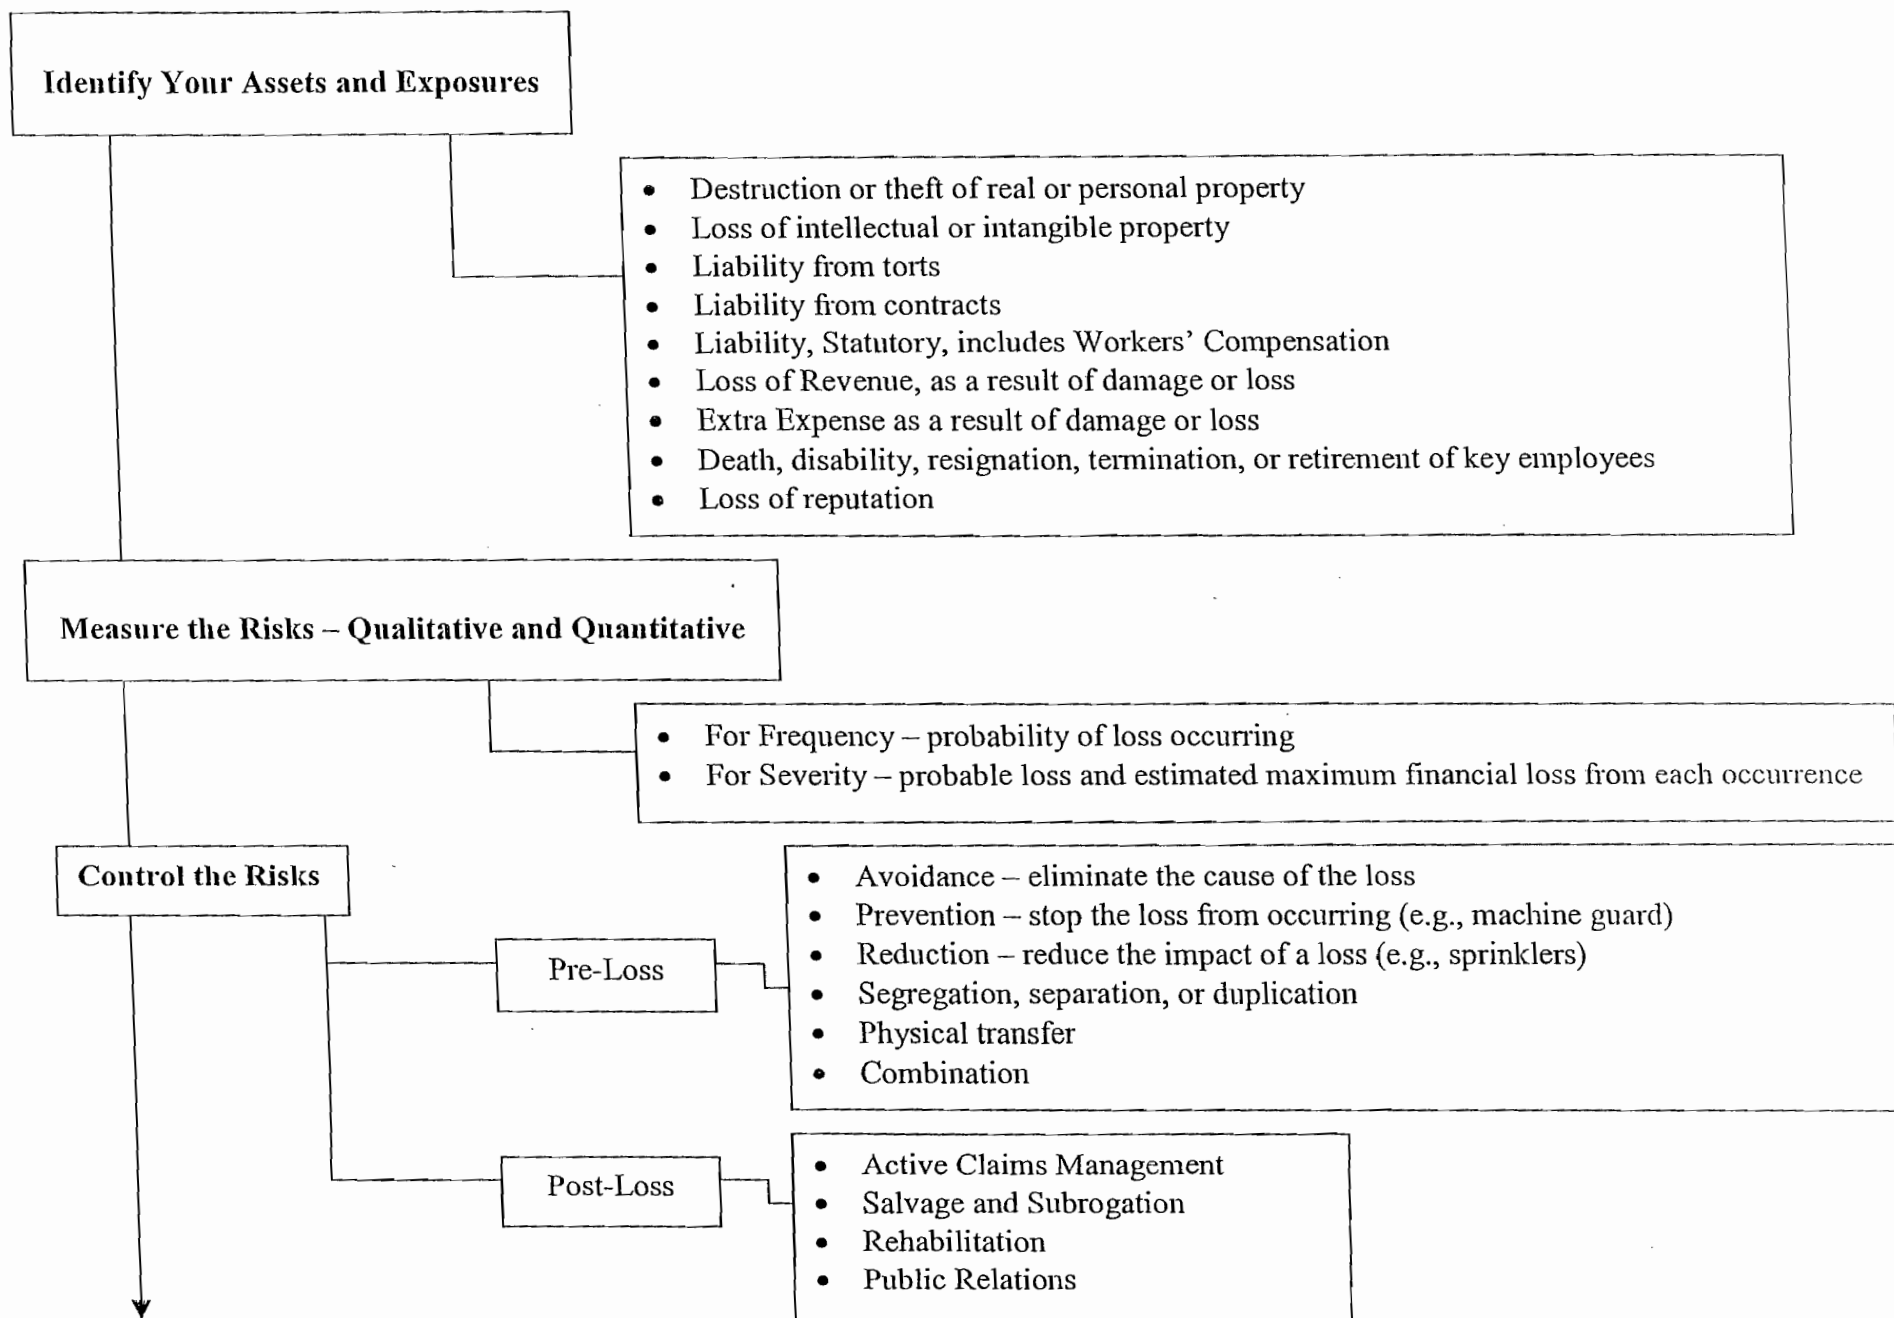 Identify Your Assets and Exposures
• Destruction or theft of real or personal property
• Loss of intellectual or intangible property
• Liability from torts
• Liability from contracts
• Liability, Statutory, includes Workers’ Compensation
• Loss of Revenue, as a result of damage or loss
• Extra Expense as a result of damage or loss
• Death, disability, resignation, termination, or retirement of key employees
• Loss of reputation
Measure the Risks – Qualitative and Quantitative
• For Frequency – probability of loss occurring
• For Severity – probable loss and estimated maximum financial loss from each occurrence
Control the Risks
Pre-Loss
• Avoidance – eliminate the cause of the loss
• Prevention – stop the loss from occurring (e.g., machine guard)
• Reduction – reduce the impact of a loss (e.g., sprinklers)
• Segregation, separation, or duplication
• Physical transfer
• Combination
Post-Loss
• Active Claims Management
• Salvage and Subrogation
• Rehabilitation
• Public Relations